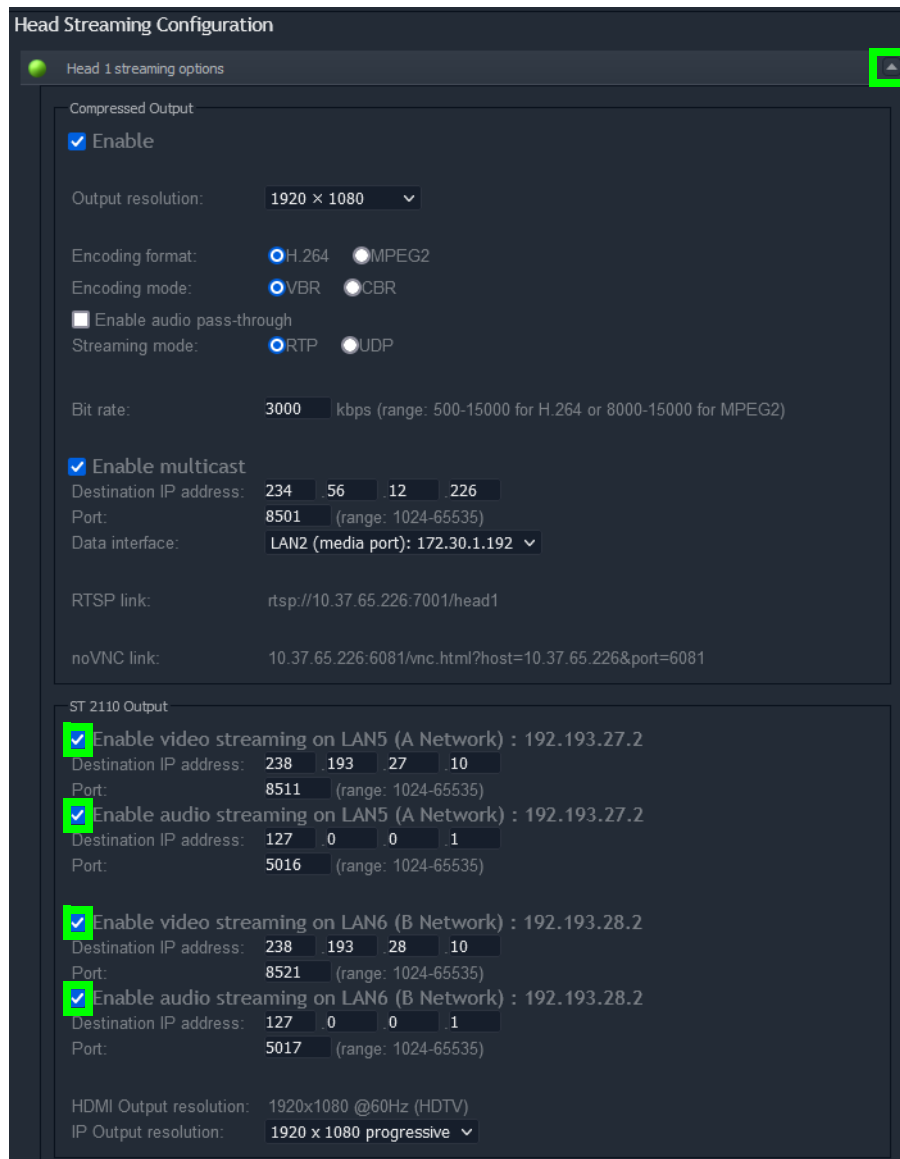 Head Streaming Configuration
Head 1 streaming options
Compressed Output
Enable
Output resolution: 1920 × 1080
Encoding format: H.264 MPEG2
Encoding mode: VBR CBR
Enable audio pass-through
Streaming mode: RTP UDP
Bit rate: 3000 kbps (range: 500-15000 for H.264 or 8000-15000 for MPEG2)
Enable multicast
Destination IP address: 234 .56 .12 .226
Port: 8501 (range: 1024-65535)
Data interface: LAN2 (media port): 172.30.1.192
RTSP link: rtsp://10.37.65.226:7001/head1
noVNC link: 10.37.65.226:6081/vnc.html?host=10.37.65.226&port=6081
ST 2110 Output
Enable video streaming on LAN5 (A Network) : 192.193.27.2
Destination IP address: 238 .193 .27 .10
Port: 8511 (range: 1024-65535)
Enable audio streaming on LAN5 (A Network) : 192.193.27.2
Destination IP address: 127 .0 .0 .1
Port: 5016 (range: 1024-65535)
Enable video streaming on LAN6 (B Network) : 192.193.28.2
Destination IP address: 238 .193 .28 .10
Port: 8521 (range: 1024-65535)
Enable audio streaming on LAN6 (B Network) : 192.193.28.2
Destination IP address: 127 .0 .0 .1
Port: 5017 (range: 1024-65535)
HDMI Output resolution: 1920x1080 @60Hz (HDTV)
IP Output resolution: 1920 x 1080 progressive